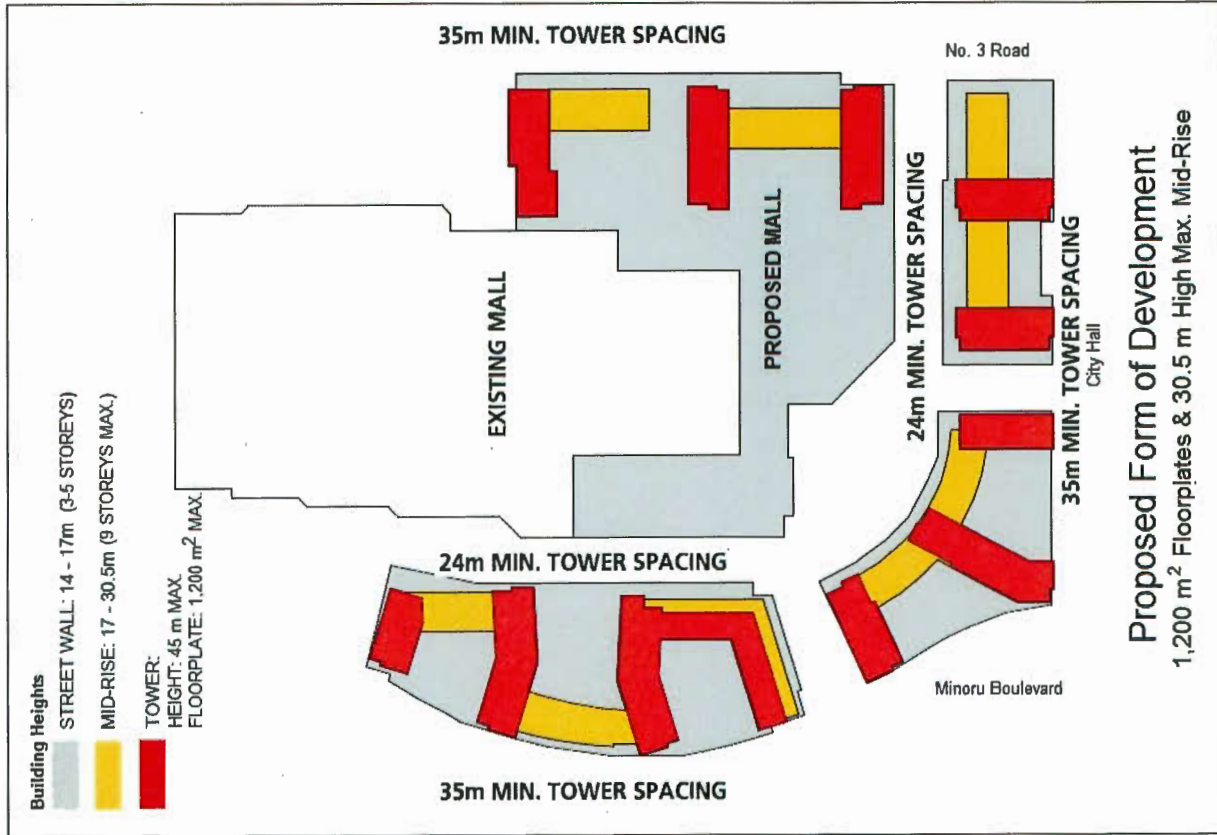 35m MIN. TOWER SPACING
No. 3 Road
EXISTING MALL
PROPOSED MALL
24m MIN. TOWER SPACING
35m MIN. TOWER SPACING
City Hall
24m MIN. TOWER SPACING
Minoru Boulevard
35m MIN. TOWER SPACING
Building Heights
STREET WALL: 14 - 17m (3-5 STOREYS)
MID-RISE: 17 - 30.5m (9 STOREYS MAX.)
TOWER:
HEIGHT: 45 m MAX.
FLOORPLATE: 1,200 m² MAX.
Proposed Form of Development
1,200 m² Floorplates & 30.5 m High Max. Mid-Rise